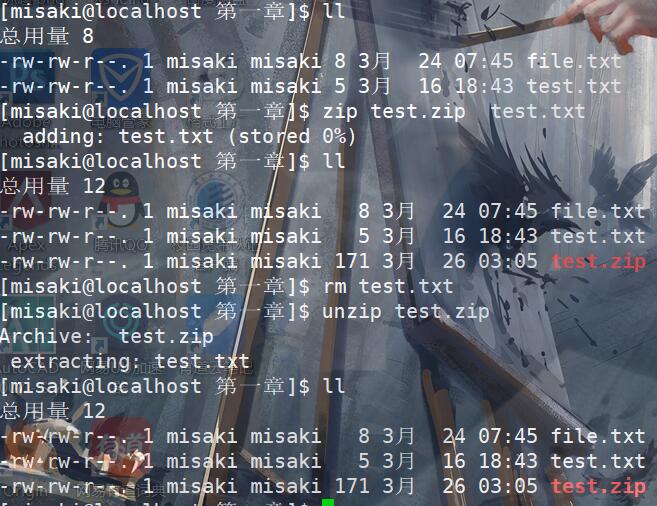 [misaki@localhost 第一章]$ ll
总用量 8
-rw-rw-r--. 1 misaki misaki 8 3月  24 07:45 file.txt
-rw-rw-r--. 1 misaki misaki 5 3月  16 18:43 test.txt
[misaki@localhost 第一章]$ zip test.zip  test.txt
  adding: test.txt (stored 0%)
[misaki@localhost 第一章]$ ll
总用量 12
-rw-rw-r--. 1 misaki misaki   8 3月  24 07:45 file.txt
-rw-rw-r--. 1 misaki misaki   5 3月  16 18:43 test.txt
-rw-rw-r--. 1 misaki misaki 171 3月  26 03:05 test.zip
[misaki@localhost 第一章]$ rm test.txt
[misaki@localhost 第一章]$ unzip test.zip
Archive:  test.zip
 extracting: test.txt
[misaki@localhost 第一章]$ ll
总用量 12
-rw-rw-r--. 1 misaki misaki   8 3月  24 07:45 file.txt
-rw-rw-r--. 1 misaki misaki   5 3月  16 18:43 test.txt
-rw-rw-r--. 1 misaki misaki 171 3月  26 03:05 test.zip